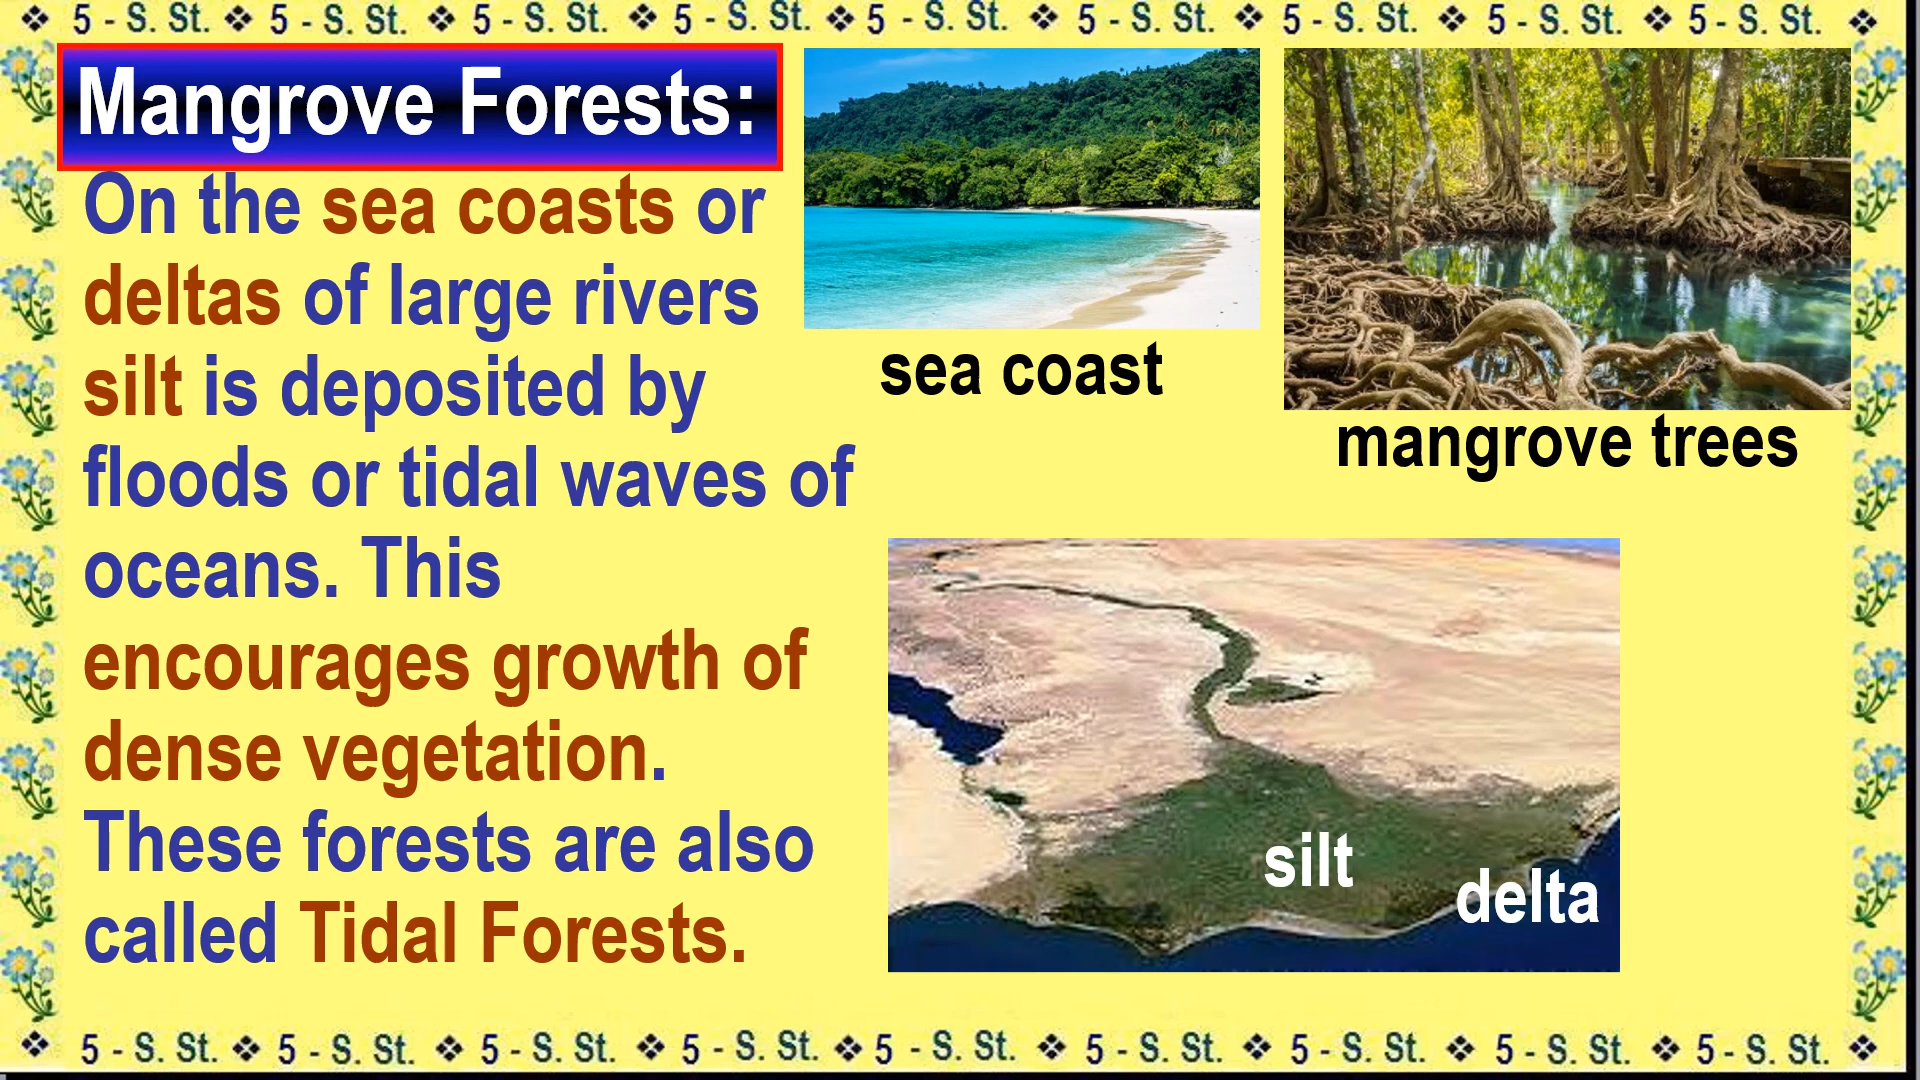 ❖ 5 - S. St. ❖ 5 - S. St. ❖ 5 - S. St. ❖ 5 - S. St. ❖ 5 - S. St. ❖ 5 - S. St. ❖ 5 - S. St. ❖ 5 - S. St. ❖ 5 - S. St. ❖
Mangrove Forests:
On the sea coasts or
deltas of large rivers
silt is deposited by
floods or tidal waves of
oceans. This
encourages growth of
dense vegetation.
These forests are also
called Tidal Forests.
sea coast
mangrove trees
silt
delta
❖ 5 - S. St. ❖ 5 - S. St. ❖ 5 - S. St. ❖ 5 - S. St. ❖ 5 - S. St. ❖ 5 - S. St. ❖ 5 - S. St. ❖ 5 - S. St. ❖ 5 - S. St. ❖